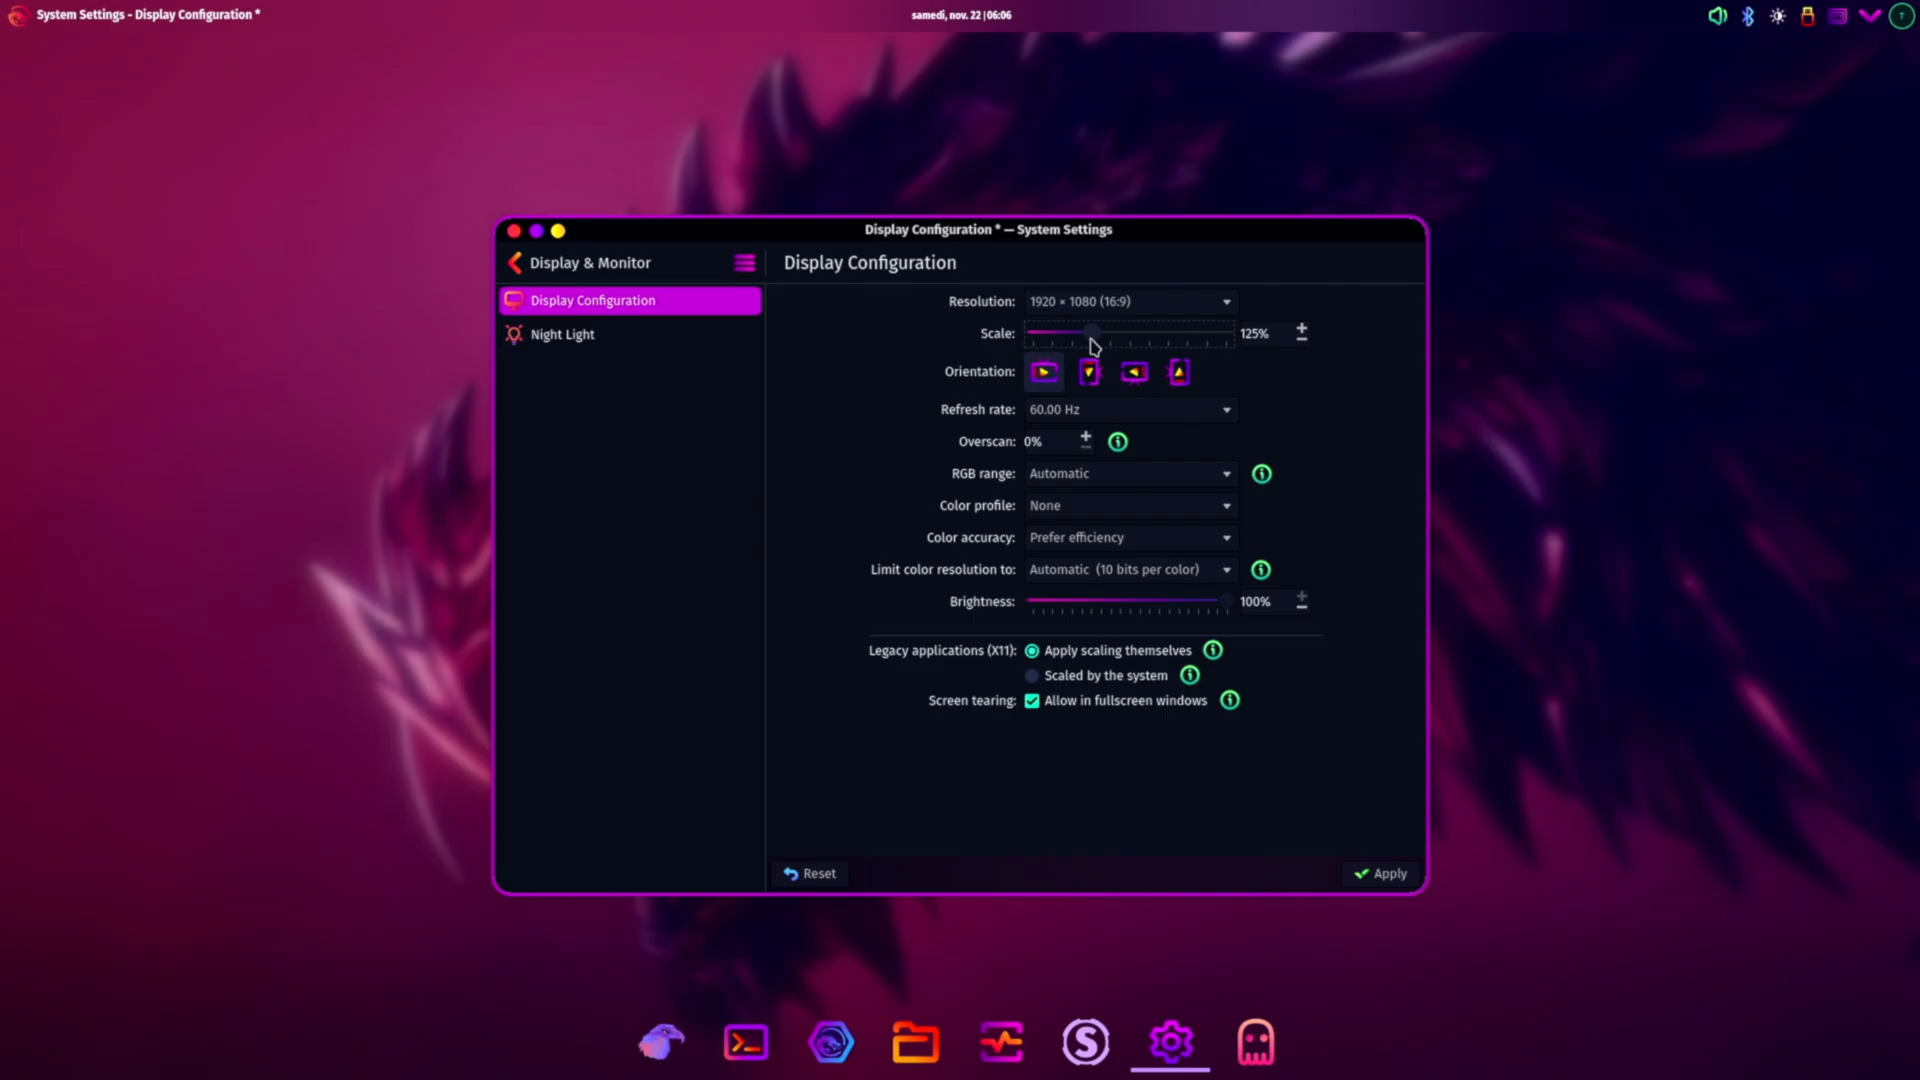 System Settings - Display Configuration *
samedi, nov. 22 | 06:06
T
Display Configuration * — System Settings
Display & Monitor
Display Configuration
Display Configuration
Night Light
Resolution: 1920 × 1080 (16:9)
Scale: 125%
Orientation:
Refresh rate: 60.00 Hz
Overscan: 0%
RGB range: Automatic
Color profile: None
Color accuracy: Prefer efficiency
Limit color resolution to: Automatic (10 bits per color)
Brightness: 100%
Legacy applications (X11): Apply scaling themselves
Scaled by the system
Screen tearing: Allow in fullscreen windows
Reset
Apply
S